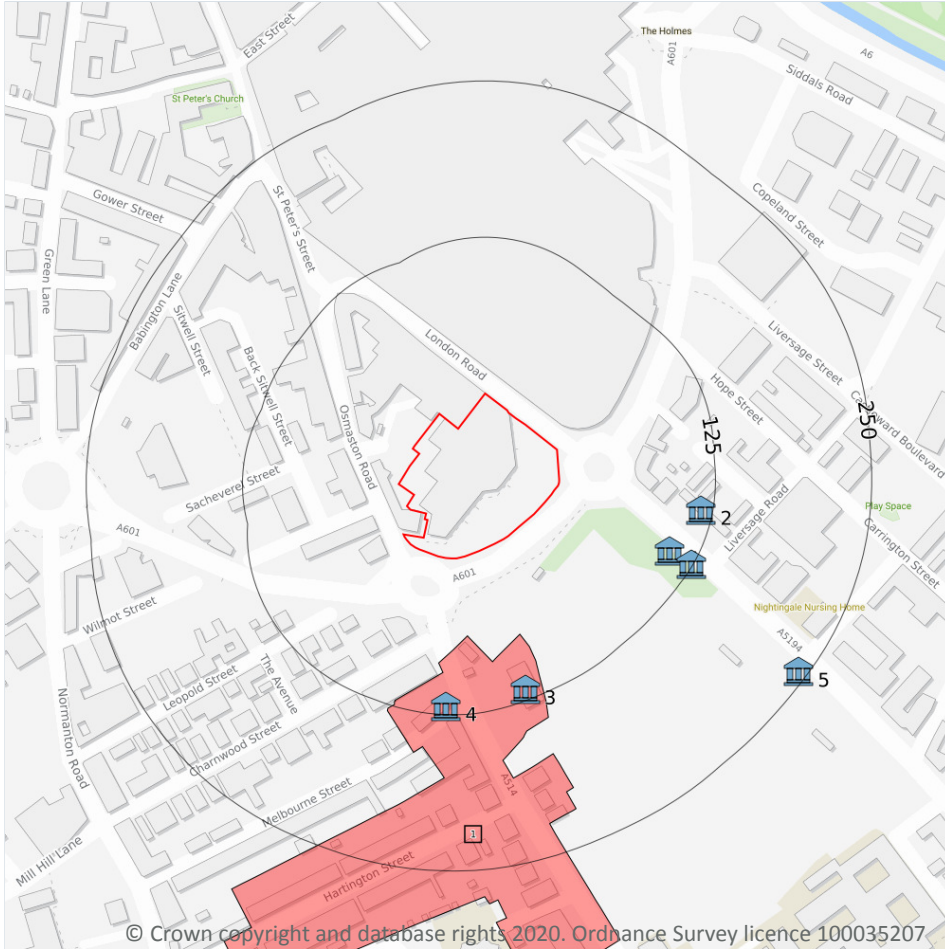 The Holmes
East Street
A601
A6
Siddals Road
St Peter's Church
Gower Street
St Peter's Street
Copeland Street
Green Lane
Babington Lane
Sitwell Street
London Road
Liversage Street
Back Sitwell Street
Hope Street
Osmaston Road
125
250
Sacheverel Street
Liversage Road
Play Space
2
Carrington Street
A601
A601
Wilmot Street
Nightingale Nursing Home
A5194
Leopold Street
The Avenue
5
3
4
Normanton Road
Charnwood Street
A514
Melbourne Street
1
Mill Hill Lane
Hartington Street
© Crown copyright and database rights 2020. Ordnance Survey licence 100035207.